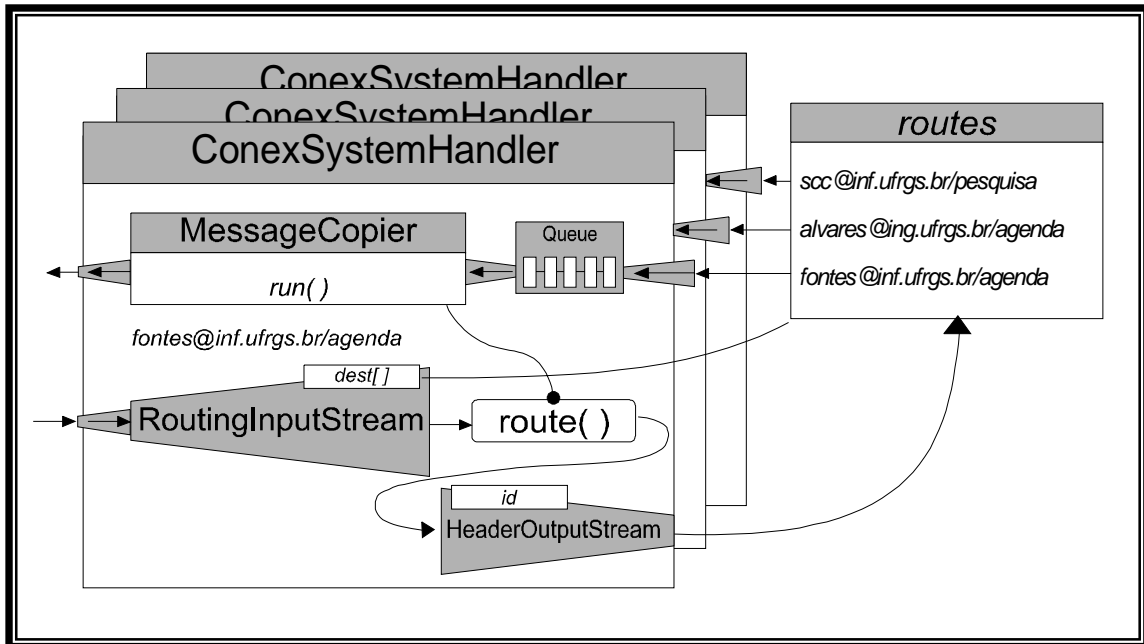 ConexSystemHandler
ConexSystemHandler
ConexSystemHandler
routes
scc@inf.ufrgs.br/pesquisa
alvares@ing.ufrgs.br/agenda
fontes@inf.ufrgs.br/agenda
MessageCopier
run( )
Queue
fontes@inf.ufrgs.br/agenda
dest[ ]
RoutingInputStream
route( )
id
HeaderOutputStream